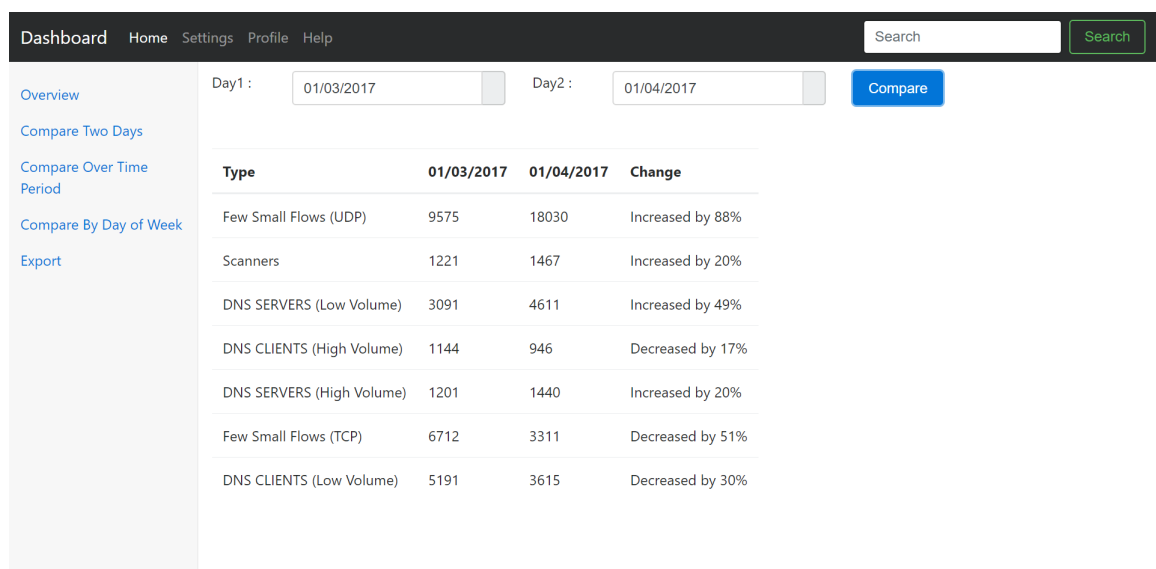 Dashboard Home Settings Profile Help Search Search
Overview
Compare Two Days
Compare Over Time
Period
Compare By Day of Week
Export
Day1 : 01/03/2017 Day2 : 01/04/2017 Compare
Type 01/03/2017 01/04/2017 Change
Few Small Flows (UDP) 9575 18030 Increased by 88%
Scanners 1221 1467 Increased by 20%
DNS SERVERS (Low Volume) 3091 4611 Increased by 49%
DNS CLIENTS (High Volume) 1144 946 Decreased by 17%
DNS SERVERS (High Volume) 1201 1440 Increased by 20%
Few Small Flows (TCP) 6712 3311 Decreased by 51%
DNS CLIENTS (Low Volume) 5191 3615 Decreased by 30%